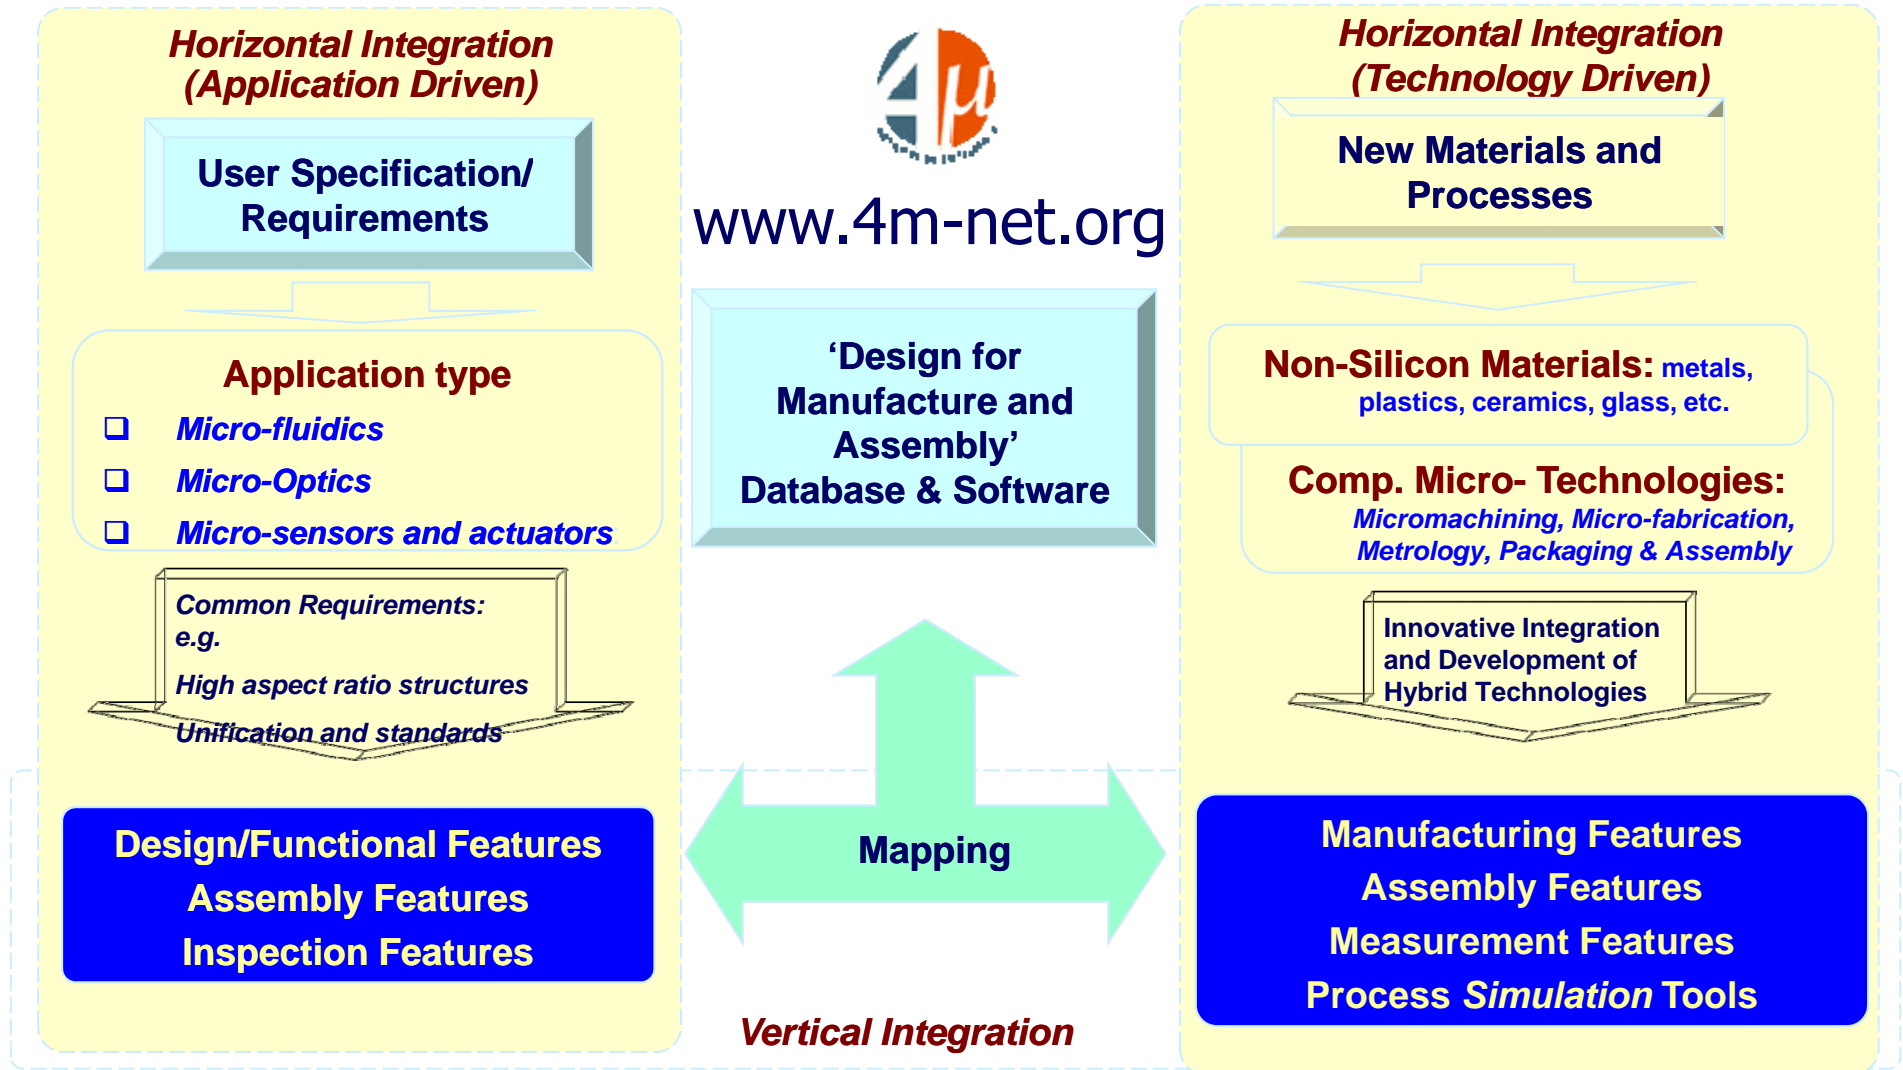 Horizontal Integration
(Application Driven)
User Specification/
Requirements
Application type
❑ Micro-fluidics
❑ Micro-Optics
❑ Micro-sensors and actuators
Common Requirements:
e.g.
High aspect ratio structures
Unification and standards
Design/Functional Features
Assembly Features
Inspection Features
4μ
www.4m-net.org
‘Design for
Manufacture and
Assembly’
Database & Software
Mapping
Vertical Integration
Horizontal Integration
(Technology Driven)
New Materials and
Processes
Non-Silicon Materials: metals,
plastics, ceramics, glass, etc.
Comp. Micro- Technologies:
Micromachining, Micro-fabrication,
Metrology, Packaging & Assembly
Innovative Integration
and Development of
Hybrid Technologies
Manufacturing Features
Assembly Features
Measurement Features
Process Simulation Tools